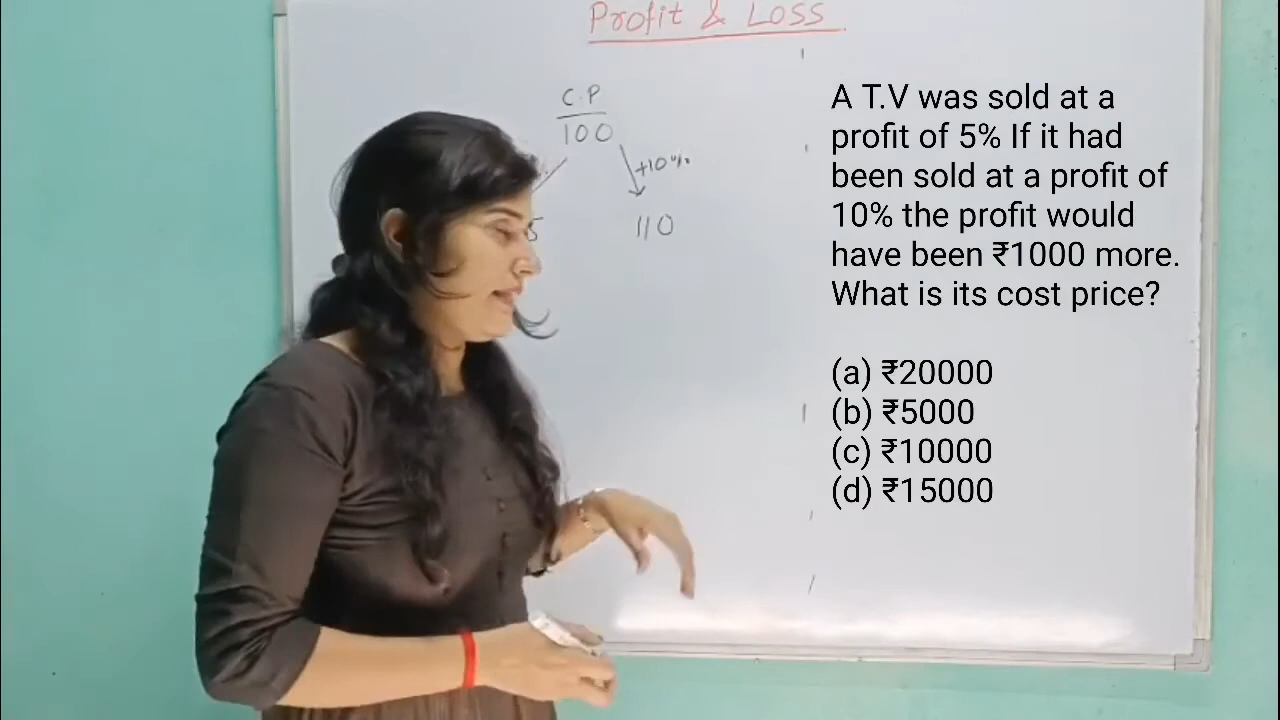 Profit & Loss
C.P
100
+10%
5
110
A T.V was sold at a
profit of 5% If it had
been sold at a profit of
10% the profit would
have been ₹1000 more.
What is its cost price?
(a) ₹20000
(b) ₹5000
(c) ₹10000
(d) ₹15000